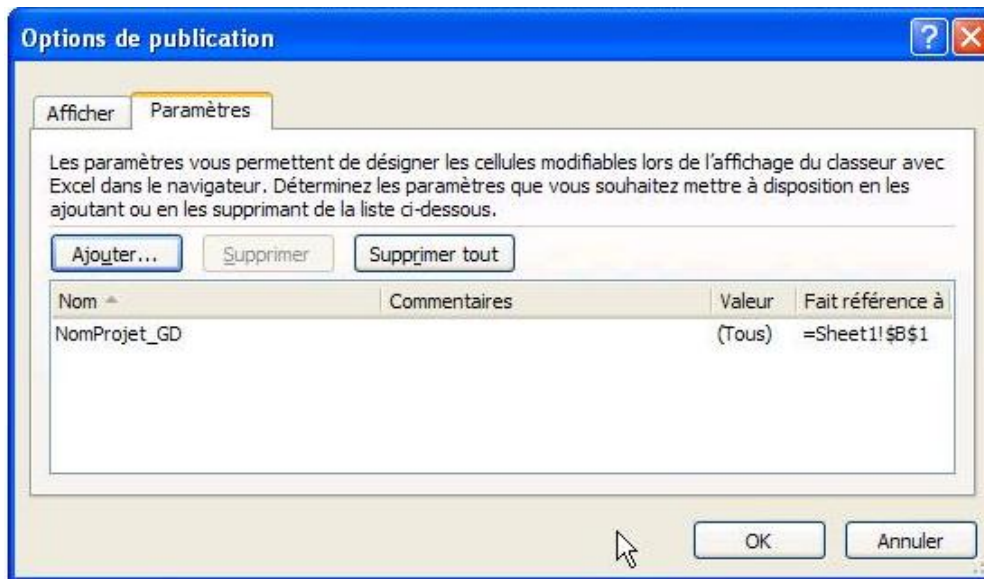 Options de publication
Afficher Paramètres
Les paramètres vous permettent de désigner les cellules modifiables lors de l'affichage du classeur avec
Excel dans le navigateur. Déterminez les paramètres que vous souhaitez mettre à disposition en les
ajoutant ou en les supprimant de la liste ci-dessous.
Ajouter... Supprimer Supprimer tout
Nom Commentaires Valeur Fait référence à
NomProjet_GD (Tous) =Sheet1!$B$1
OK Annuler